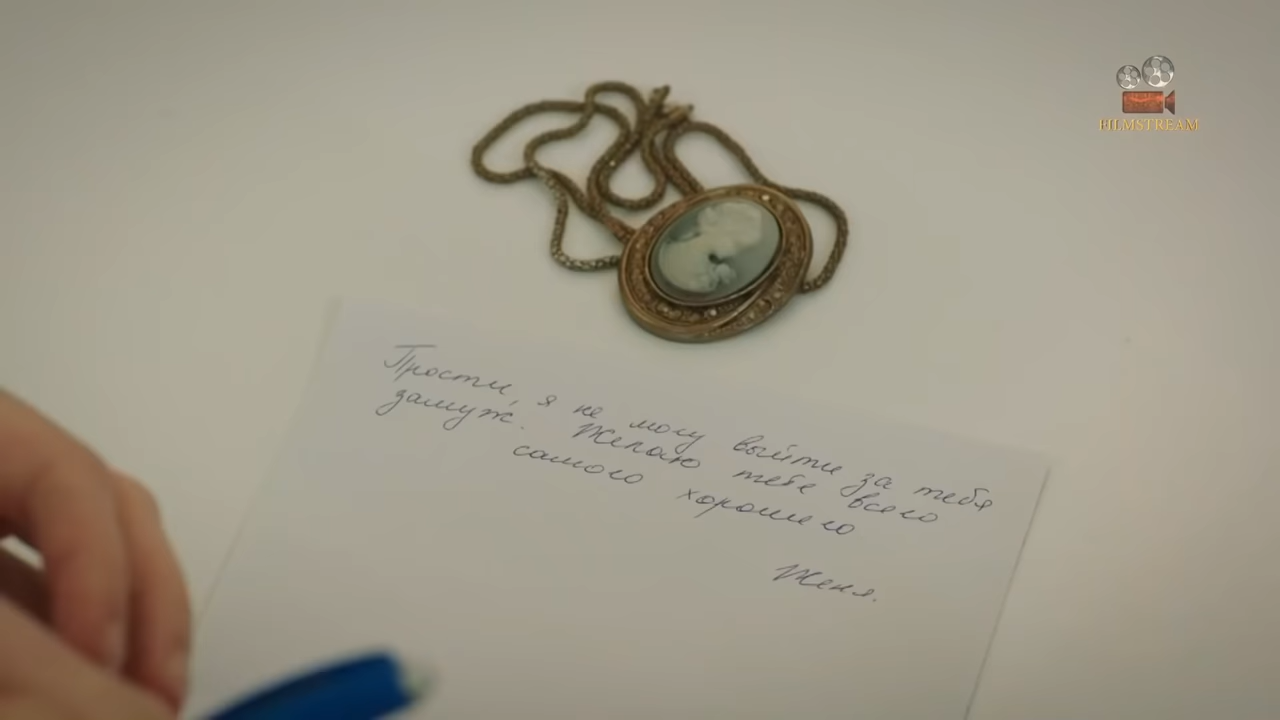 FILMSTREAM
Прости, я не могу выйти за тебя
замуж. Желаю тебе всего
самого хорошего
Женя.